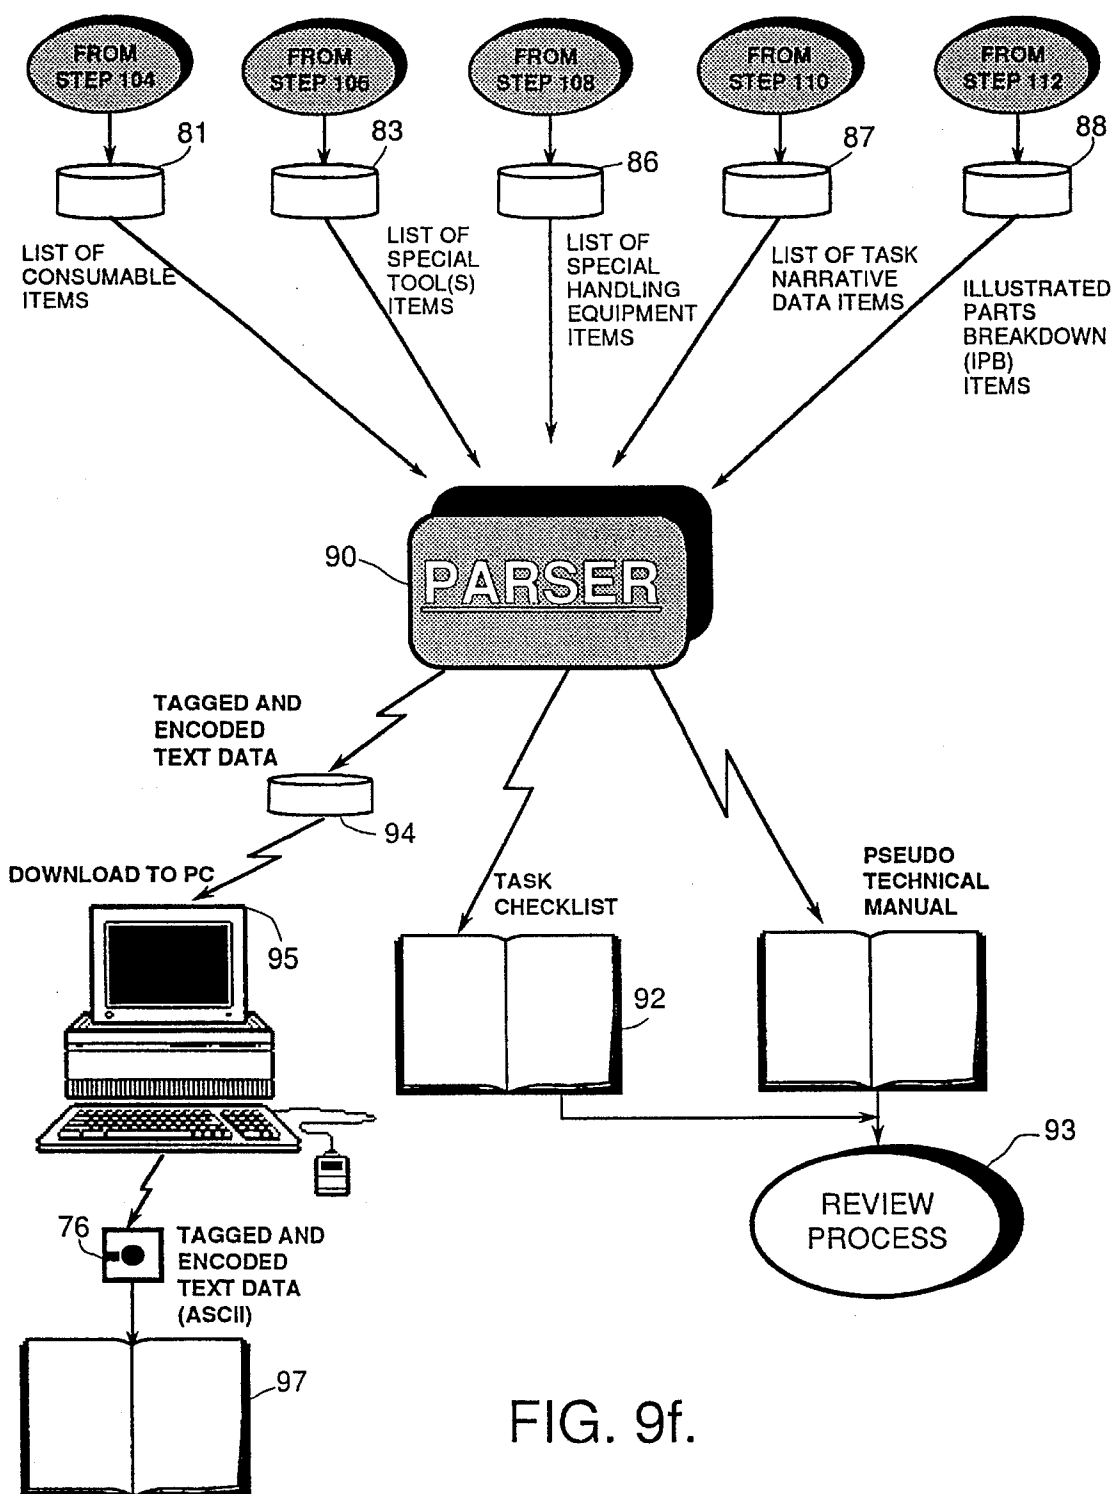 FROM
STEP 104
FROM
STEP 106
FROM
STEP 108
FROM
STEP 110
FROM
STEP 112
81
83
86
87
88
LIST OF
CONSUMABLE
ITEMS
LIST OF
SPECIAL
TOOL(S)
ITEMS
LIST OF
SPECIAL
HANDLING
EQUIPMENT
ITEMS
LIST OF TASK
NARRATIVE
DATA ITEMS
ILLUSTRATED
PARTS
BREAKDOWN
(IPB)
ITEMS
90
PARSER
TAGGED AND
ENCODED
TEXT DATA
94
DOWNLOAD TO PC
95
TASK
CHECKLIST
92
PSEUDO
TECHNICAL
MANUAL
93
REVIEW
PROCESS
76
TAGGED AND
ENCODED
TEXT DATA
(ASCII)
97
FIG. 9f.